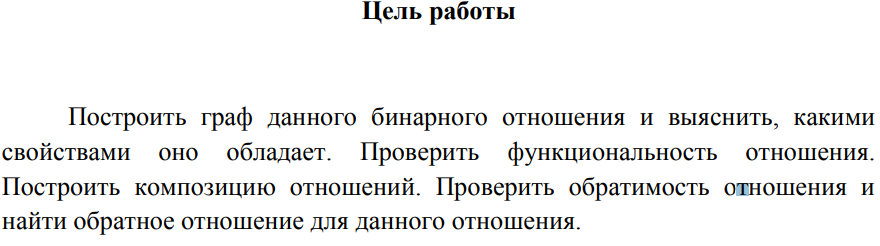 Цель работы
Построить граф данного бинарного отношения и выяснить, какими
свойствами оно обладает. Проверить функциональность отношения.
Построить композицию отношений. Проверить обратимость отношения и
найти обратное отношение для данного отношения.